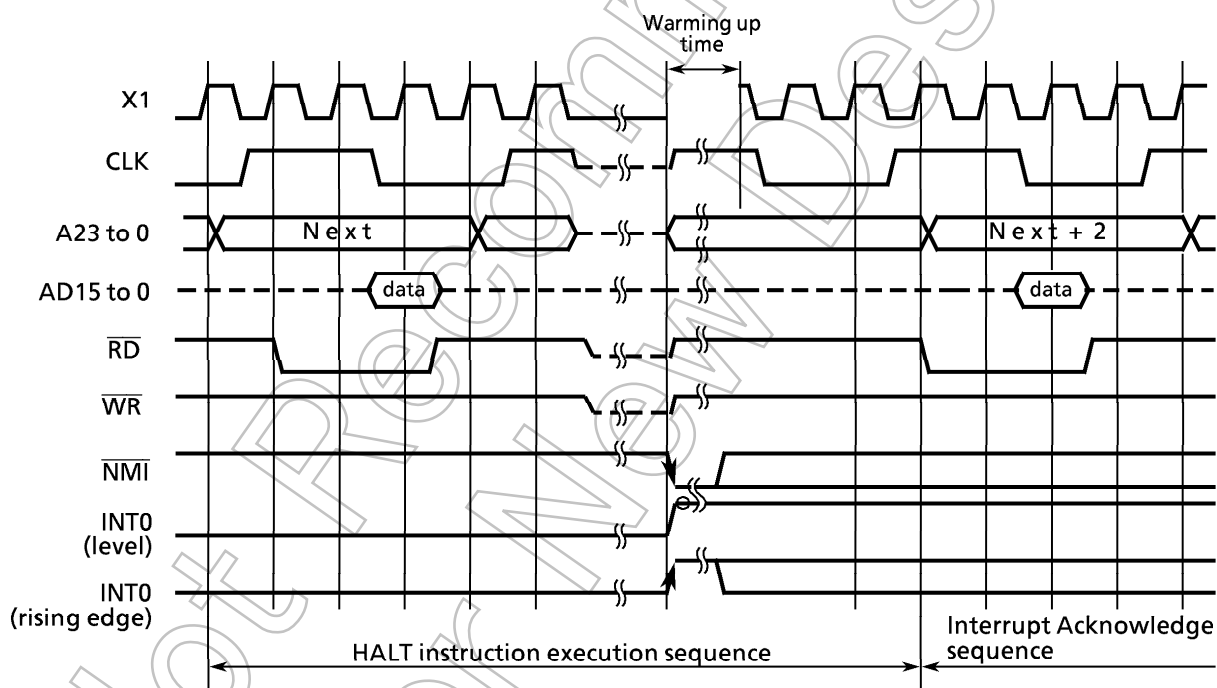 Warming up
time
X1
CLK
A23 to 0
Next
Next + 2
AD15 to 0
data
data
RD
WR
NMI
INT0
(level)
INT0
(rising edge)
HALT instruction execution sequence
Interrupt Acknowledge
sequence